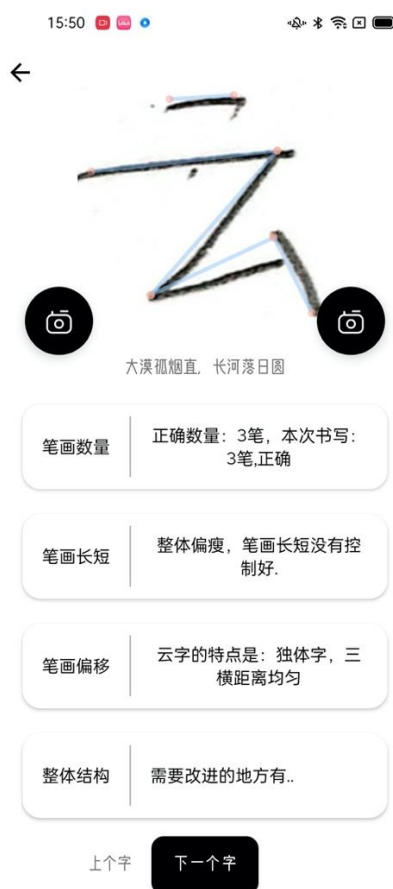 15:50
云
大漠孤烟直，长河落日圆
笔画数量
正确数量：3笔，本次书写：
3笔,正确
笔画长短
整体偏瘦，笔画长短没有控
制好.
笔画偏移
云字的特点是：独体字，三
横距离均匀
整体结构
需要改进的地方有..
上个字
下一个字